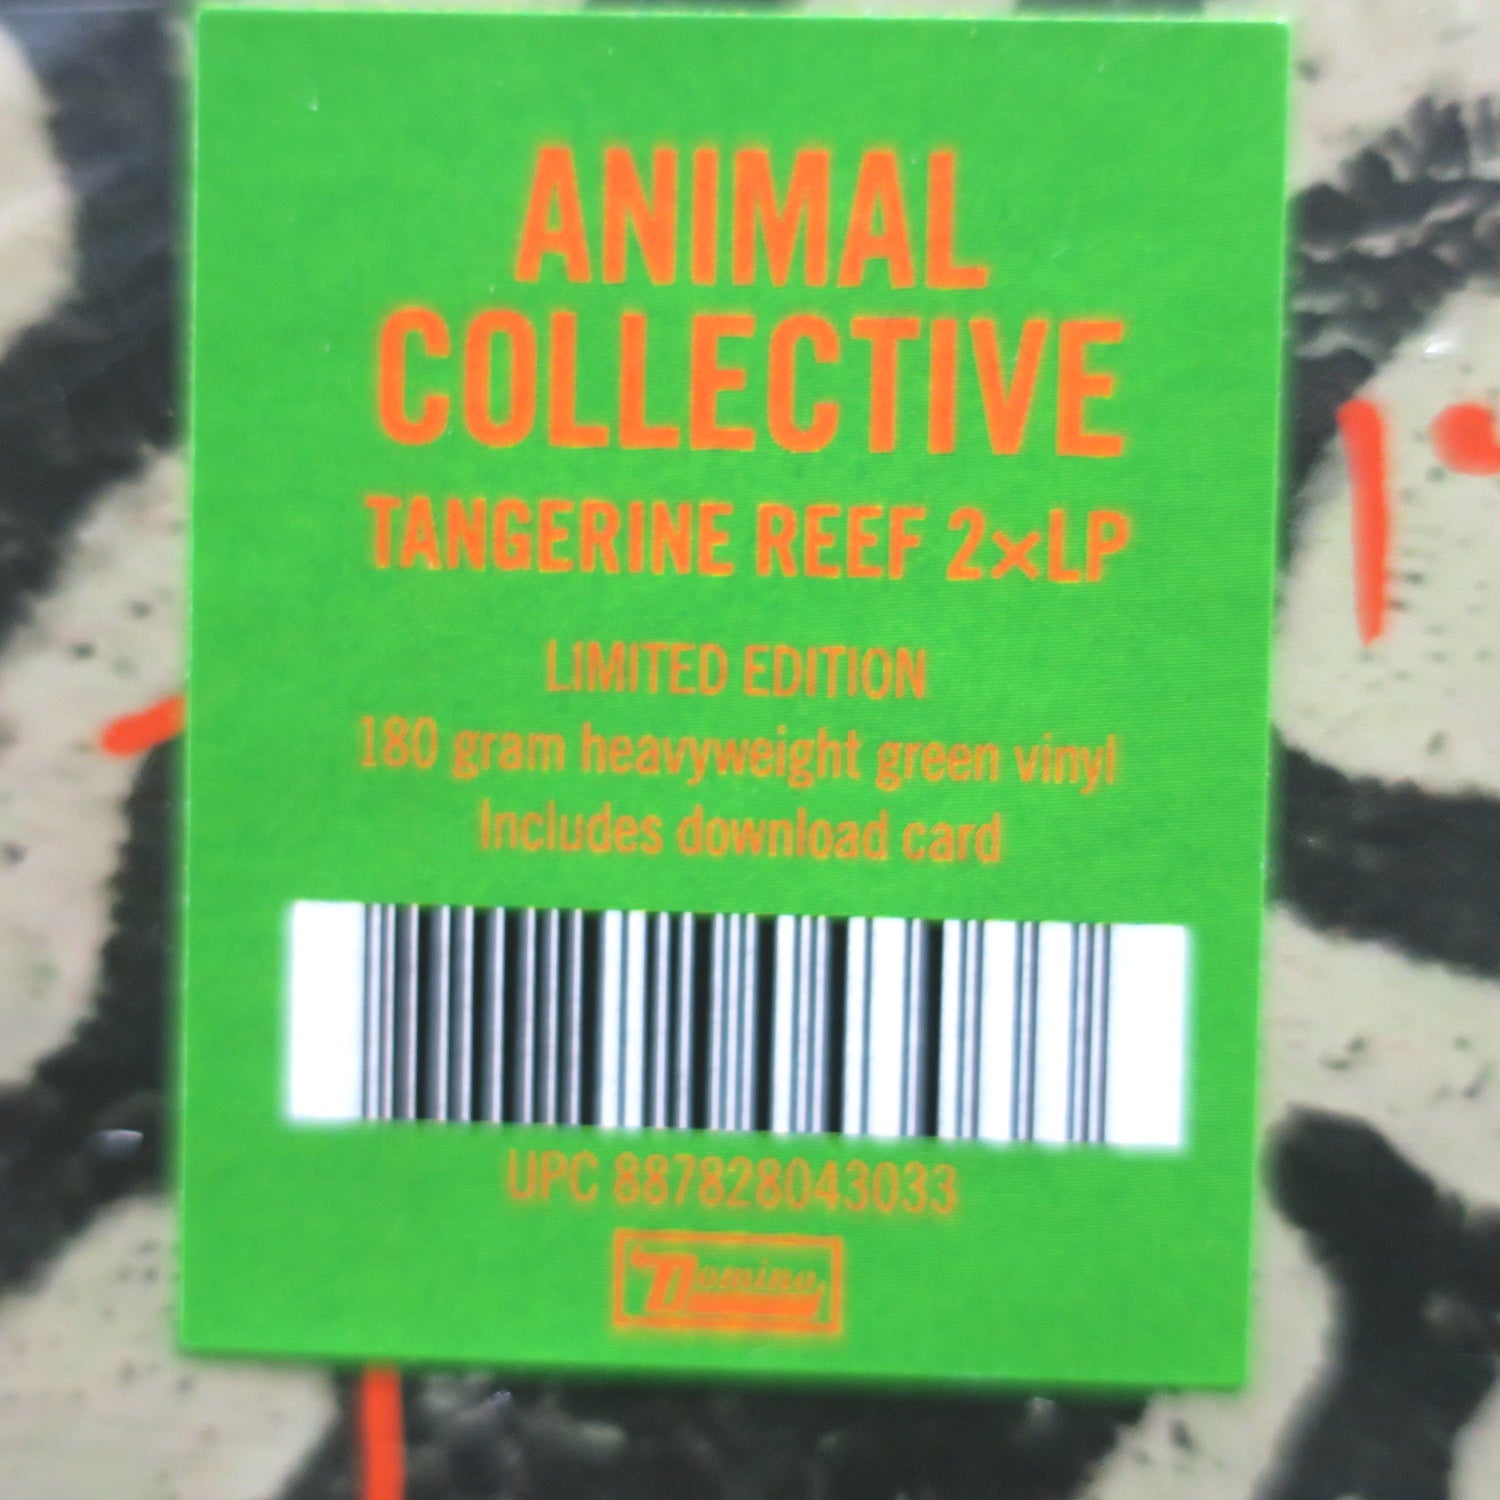 ANIMAL
COLLECTIVE
TANGERINE REEF 2×LP
LIMITED EDITION
180 gram heavyweight green vinyl
Includes download card
UPC 887828043033
Domino